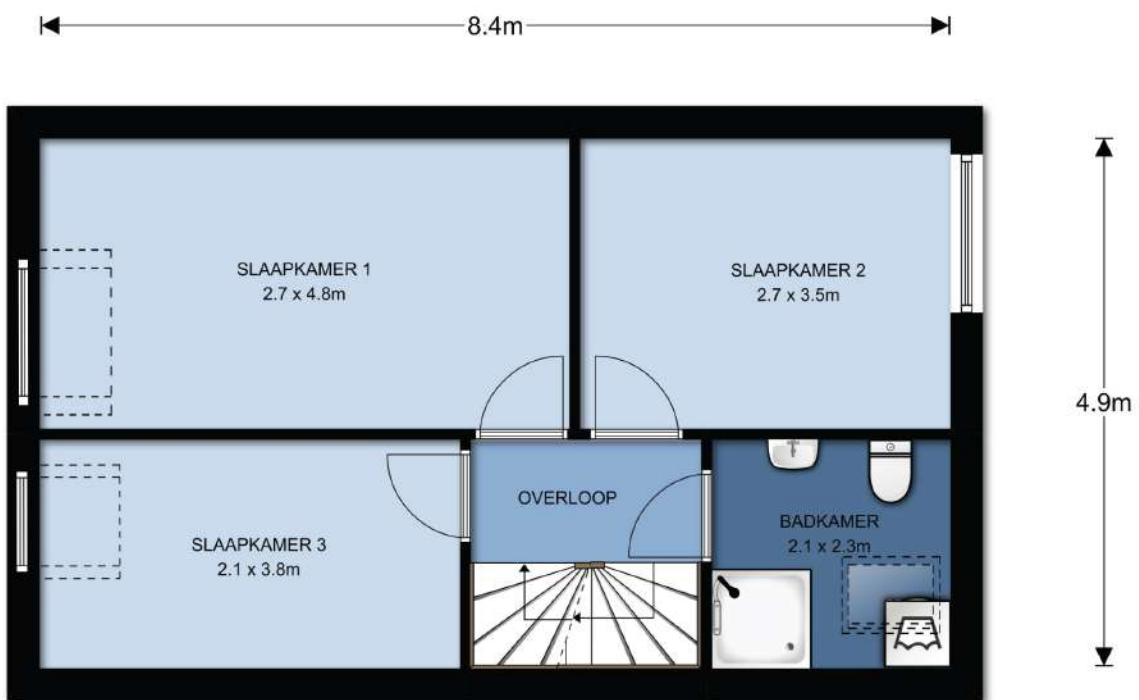 8.4m
SLAAPKAMER 1
2.7 x 4.8m
SLAAPKAMER 2
2.7 x 3.5m
4.9m
OVERLOOP
BADKAMER
2.1 x 2.3m
SLAAPKAMER 3
2.1 x 3.8m